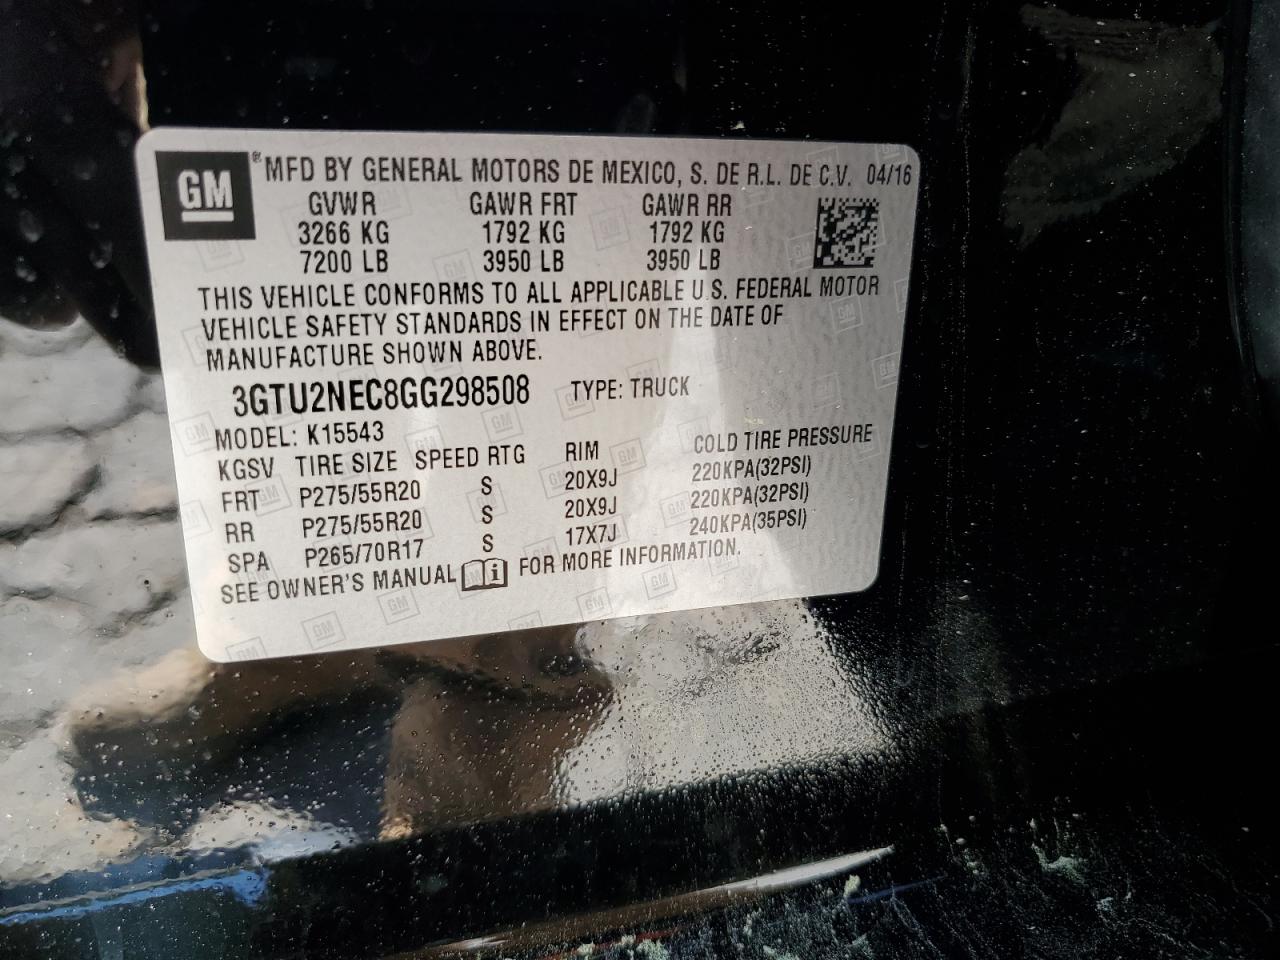 GM ® MFD BY GENERAL MOTORS DE MEXICO, S. DE R.L. DE C.V. 04/16
GVWR GAWR FRT GAWR RR
3266 KG 1792 KG 1792 KG
7200 LB 3950 LB 3950 LB
THIS VEHICLE CONFORMS TO ALL APPLICABLE U.S. FEDERAL MOTOR
VEHICLE SAFETY STANDARDS IN EFFECT ON THE DATE OF
MANUFACTURE SHOWN ABOVE.
3GTU2NEC8GG298508 TYPE: TRUCK
MODEL: K15543
KGSV TIRE SIZE SPEED RTG RIM COLD TIRE PRESSURE
FRT P275/55R20 S 20X9J 220KPA(32PSI)
RR P275/55R20 S 20X9J 220KPA(32PSI)
SPA P265/70R17 S 17X7J 240KPA(35PSI)
SEE OWNER'S MANUAL i FOR MORE INFORMATION.